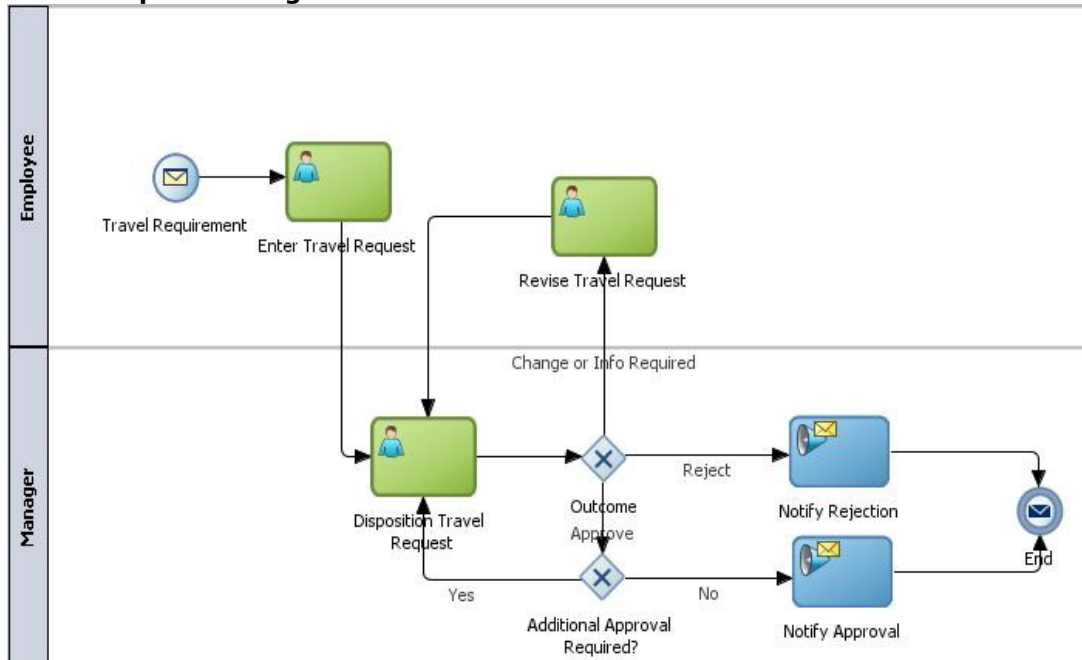 Employee
Travel Requirement
Enter Travel Request
Revise Travel Request
Change or Info Required
Manager
Disposition Travel
Request
Outcome
Approve
Reject
Notify Rejection
End
Yes
No
Additional Approval
Required?
Notify Approval